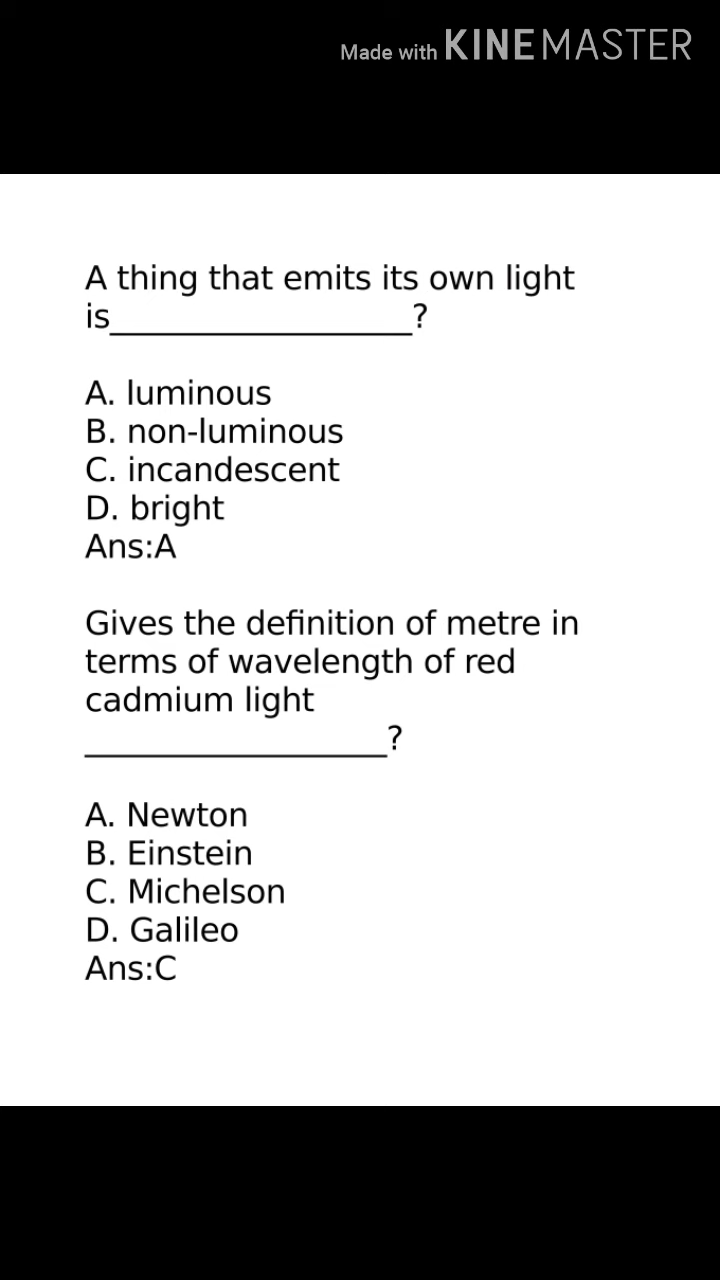 Made with KINEMASTER
A thing that emits its own light
is__________________?
A. luminous
B. non-luminous
C. incandescent
D. bright
Ans:A
Gives the definition of metre in
terms of wavelength of red
cadmium light
__________________?
A. Newton
B. Einstein
C. Michelson
D. Galileo
Ans:C